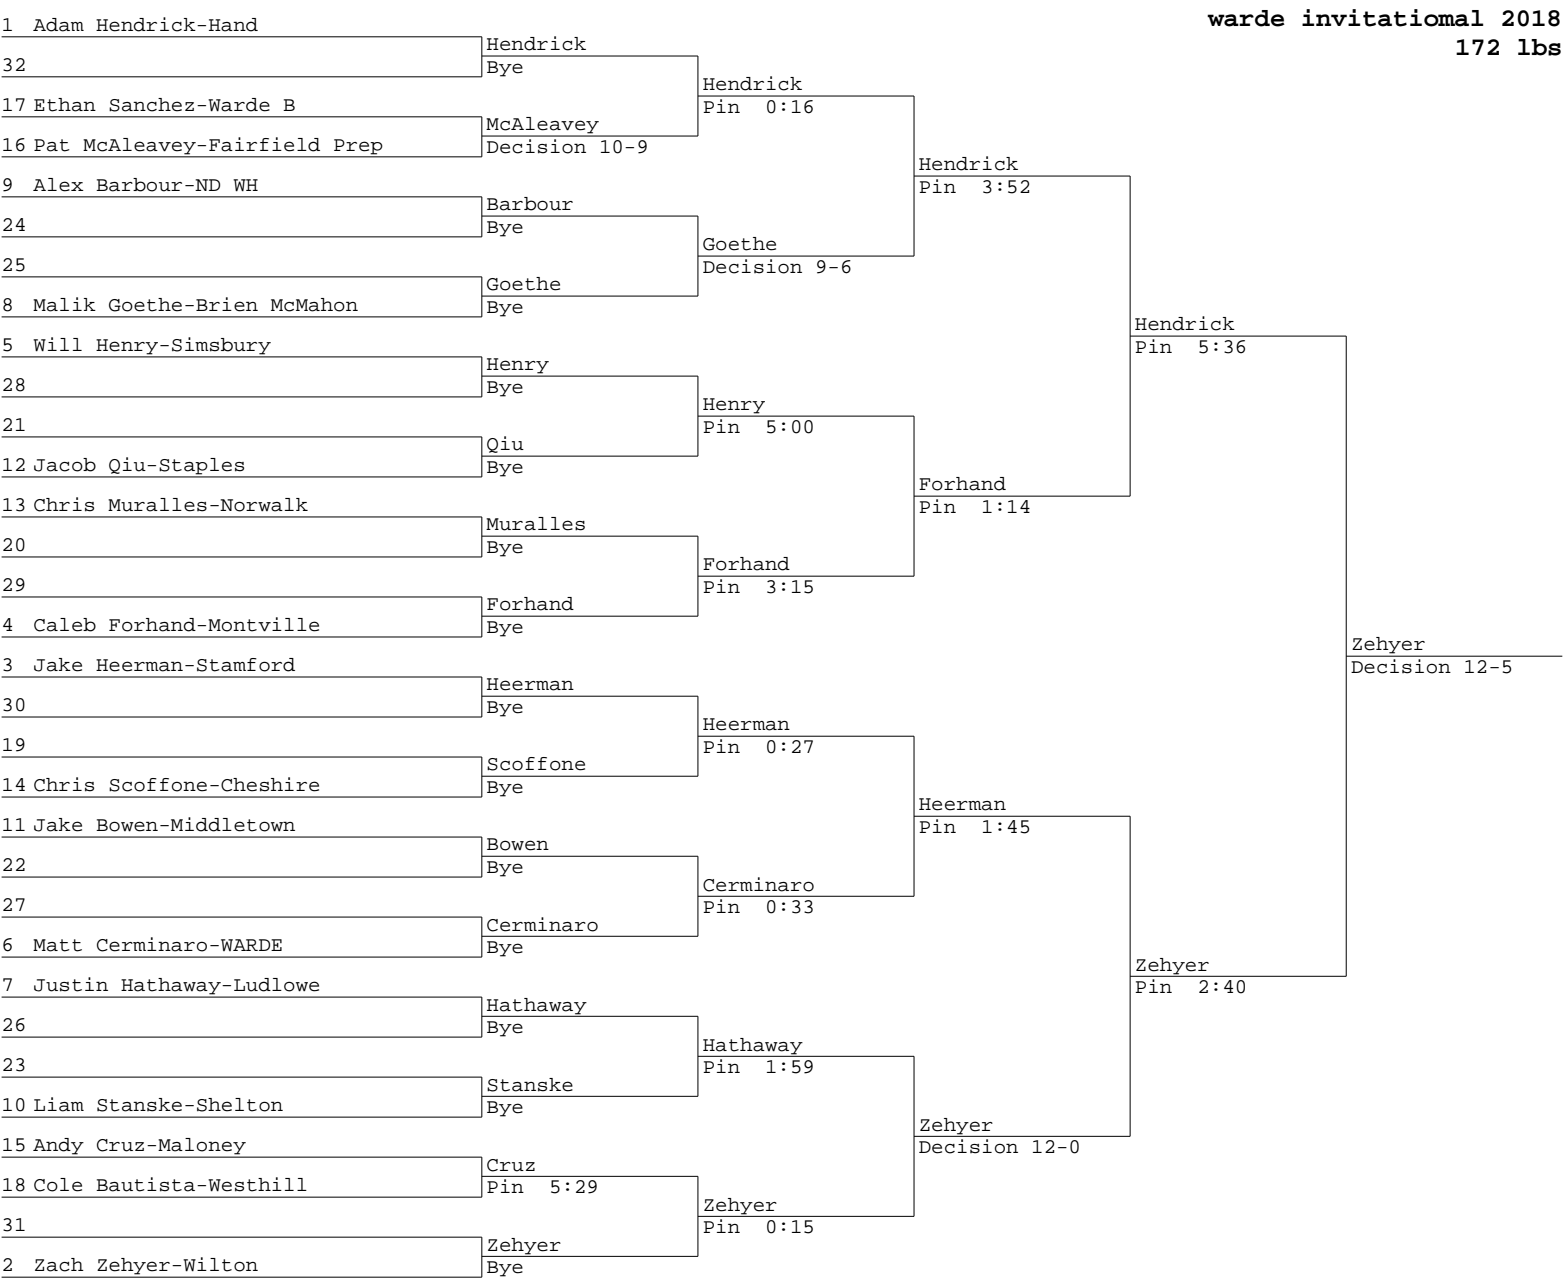 warde invitatiomal 2018
172 lbs
1 Adam Hendrick-Hand
32
17 Ethan Sanchez-Warde B
16 Pat McAleavey-Fairfield Prep
9 Alex Barbour-ND WH
24
25
8 Malik Goethe-Brien McMahon
5 Will Henry-Simsbury
28
21
12 Jacob Qiu-Staples
13 Chris Muralles-Norwalk
20
29
4 Caleb Forhand-Montville
3 Jake Heerman-Stamford
30
19
14 Chris Scoffone-Cheshire
11 Jake Bowen-Middletown
22
27
6 Matt Cerminaro-WARDE
7 Justin Hathaway-Ludlowe
26
23
10 Liam Stanske-Shelton
15 Andy Cruz-Maloney
18 Cole Bautista-Westhill
31
2 Zach Zehyer-Wilton
Hendrick
Bye
McAleavey
Decision 10-9
Barbour
Bye
Goethe
Bye
Henry
Bye
Qiu
Bye
Muralles
Bye
Forhand
Bye
Heerman
Bye
Scoffone
Bye
Bowen
Bye
Cerminaro
Bye
Hathaway
Bye
Stanske
Bye
Cruz
Pin 5:29
Zehyer
Bye
Hendrick
Pin 0:16
Goethe
Decision 9-6
Henry
Pin 5:00
Forhand
Pin 3:15
Heerman
Pin 0:27
Cerminaro
Pin 0:33
Hathaway
Pin 1:59
Zehyer
Pin 0:15
Hendrick
Pin 3:52
Forhand
Pin 1:14
Heerman
Pin 1:45
Zehyer
Decision 12-0
Hendrick
Pin 5:36
Zehyer
Pin 2:40
Zehyer
Decision 12-5